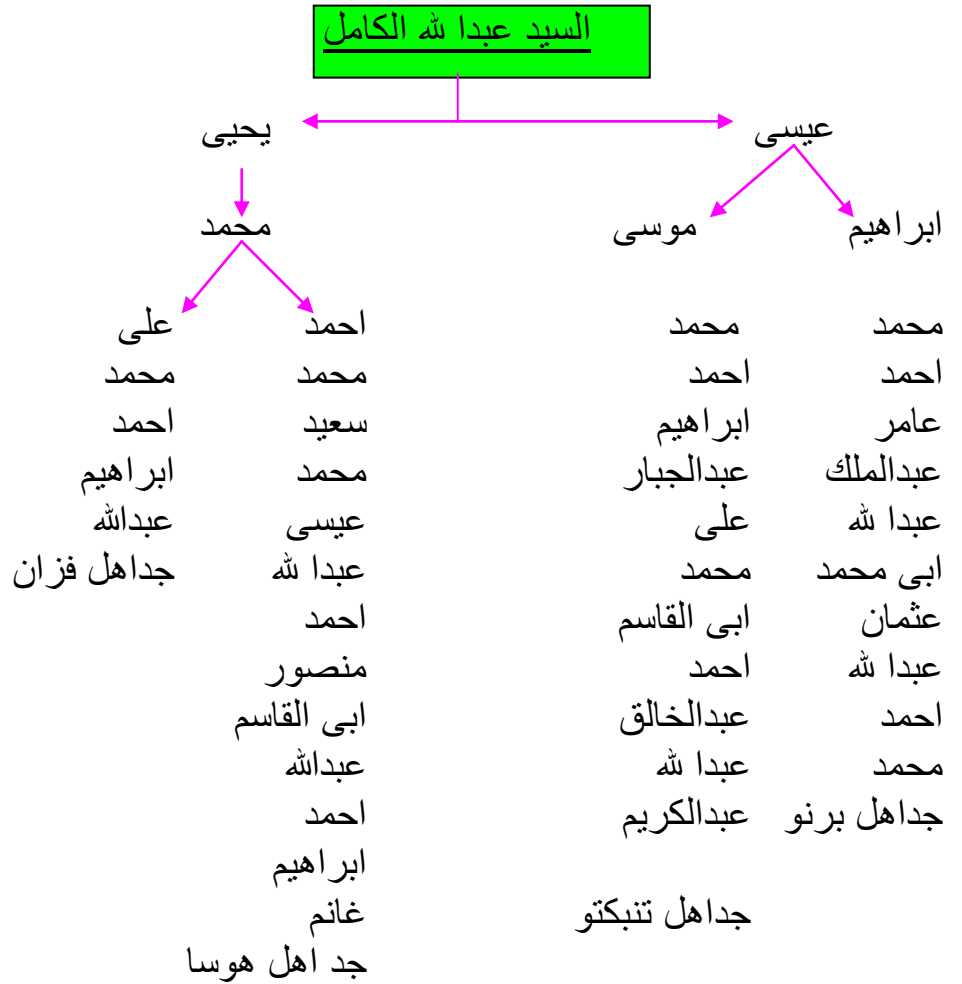 السيد عبدا لله الكامل
عيسى يحيى
ابراهيم موسى محمد
محمد محمد احمد على
احمد احمد محمد محمد
عامر ابراهيم سعيد احمد
عبدالملك عبدالجبار محمد ابراهيم
عبدا لله على عيسى عبدالله
ابى محمد محمد عبدا لله جداهل فزان
عثمان ابى القاسم احمد
عبدا لله احمد منصور
احمد عبدالخالق ابى القاسم
محمد عبدا لله عبدالله
جداهل برنو عبدالكريم احمد
ابراهيم
جداهل تنبكتو غانم
جد اهل هوسا